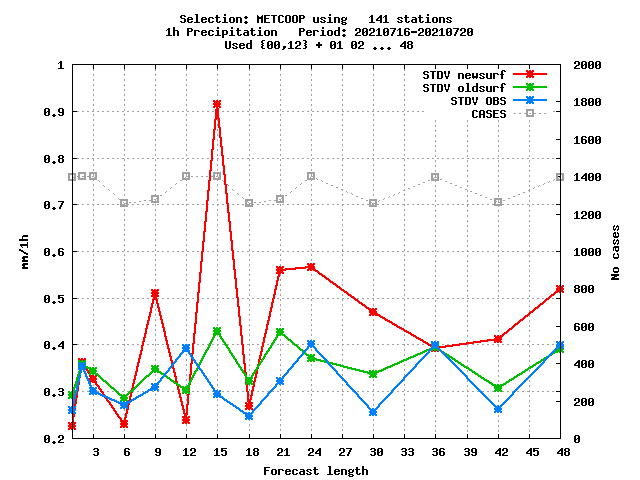 Selection: METCOOP using   141 stations
1h Precipitation   Period: 20210716-20210720
Used {00,12} + 01 02 ... 48
STDV newsurf
STDV oldsurf
STDV OBS
CASES
1
0,9
0,8
0,7
0,6
0,5
0,4
0,3
0,2
mm/1h
2000
1800
1600
1400
1200
1000
800
600
400
200
0
No cases
3 6 9 12 15 18 21 24 27 30 33 36 39 42 45 48
Forecast length